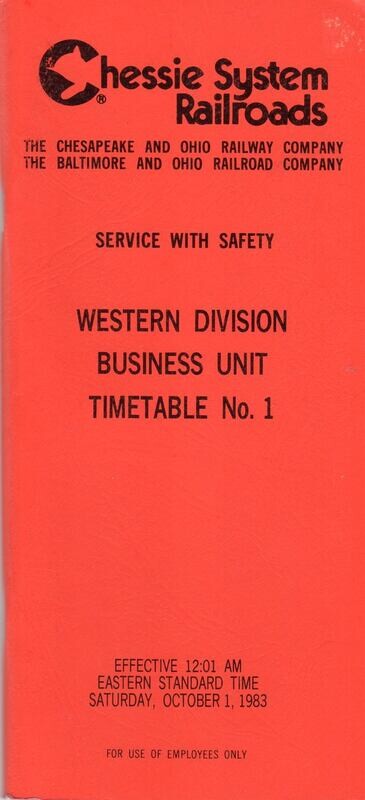 Chessie System
Railroads
®
THE CHESAPEAKE AND OHIO RAILWAY COMPANY
THE BALTIMORE AND OHIO RAILROAD COMPANY
SERVICE WITH SAFETY
WESTERN DIVISION
BUSINESS UNIT
TIMETABLE No. 1
EFFECTIVE 12:01 AM
EASTERN STANDARD TIME
SATURDAY, OCTOBER 1, 1983
FOR USE OF EMPLOYEES ONLY